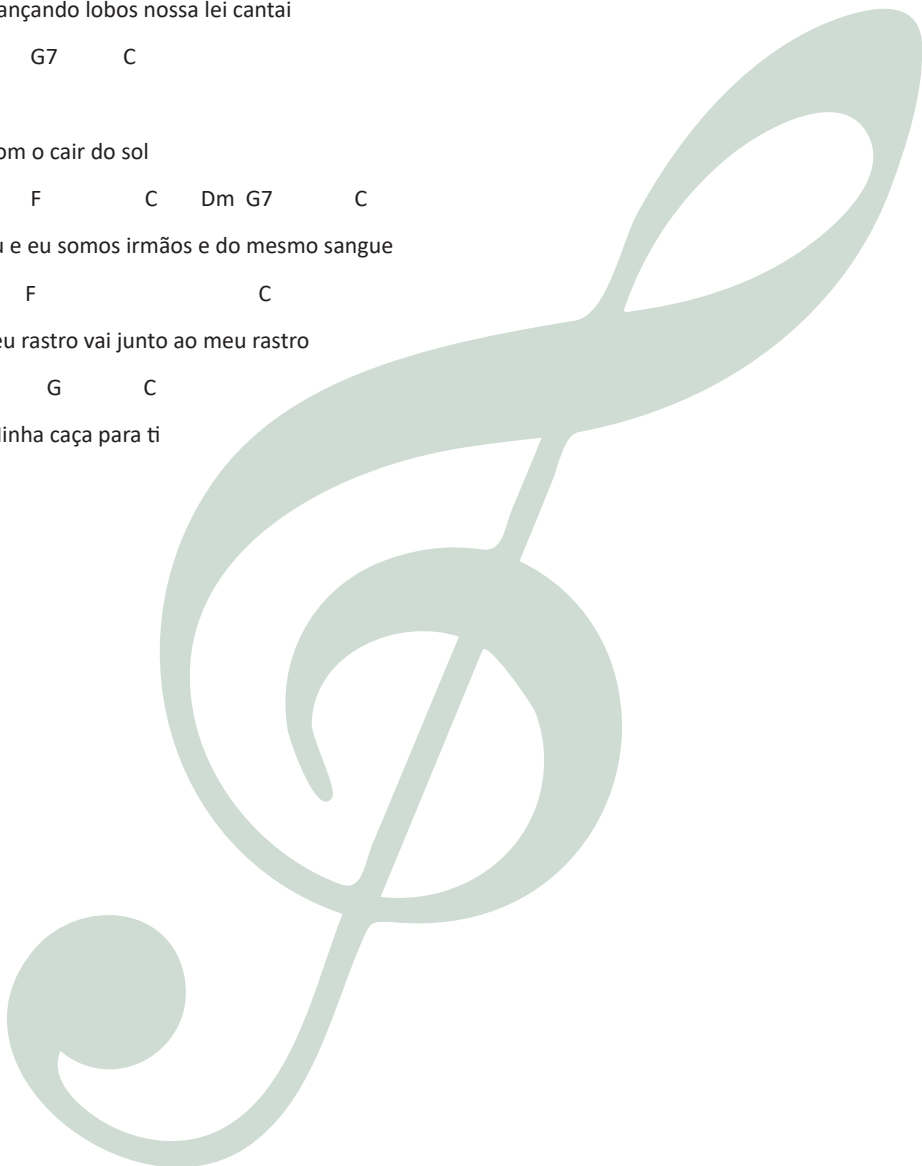 ançando lobos nossa lei cantai
G7 C
om o cair do sol
F C Dm G7 C
u e eu somos irmãos e do mesmo sangue
F C
eu rastro vai junto ao meu rastro
G C
inha caça para ti